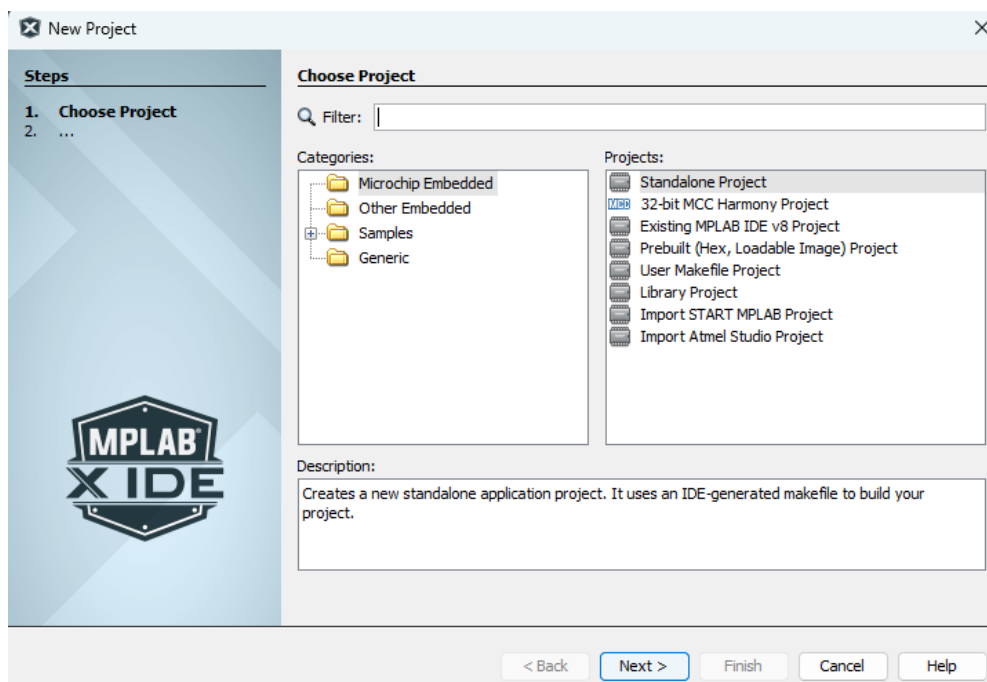 New Project
Steps
1. Choose Project
2. ...
MPLAB®
X IDE
Choose Project
Filter:
Categories:
Microchip Embedded
Other Embedded
Samples
Generic
Projects:
Standalone Project
MCC 32-bit MCC Harmony Project
Existing MPLAB IDE v8 Project
Prebuilt (Hex, Loadable Image) Project
User Makefile Project
Library Project
Import START MPLAB Project
Import Atmel Studio Project
Description:
Creates a new standalone application project. It uses an IDE-generated makefile to build your
project.
< Back Next > Finish Cancel Help